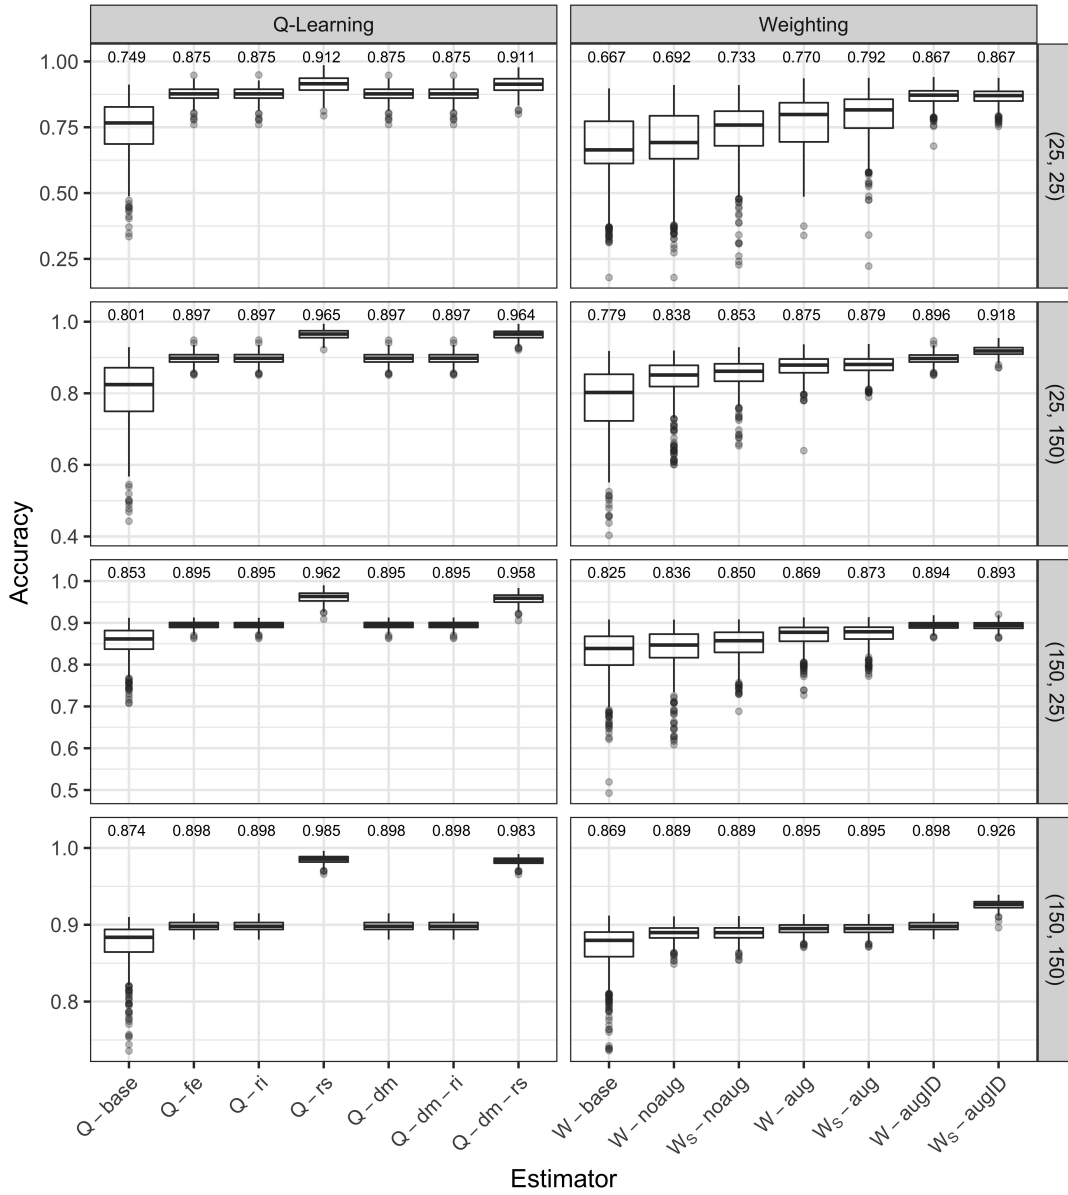 Q-Learning
Weighting
0.749 0.875 0.875 0.912 0.875 0.875 0.911
0.667 0.692 0.733 0.770 0.792 0.867 0.867
1.00
0.75
0.50
0.25
(25, 25)
0.801 0.897 0.897 0.965 0.897 0.897 0.964
0.779 0.838 0.853 0.875 0.879 0.896 0.918
1.0
0.8
0.6
0.4
(25, 150)
Accuracy
0.853 0.895 0.895 0.962 0.895 0.895 0.958
0.825 0.836 0.850 0.869 0.873 0.894 0.893
1.0
0.9
0.8
0.7
0.6
0.5
(150, 25)
0.874 0.898 0.898 0.985 0.898 0.898 0.983
0.869 0.889 0.889 0.895 0.895 0.898 0.926
1.0
0.9
0.8
(150, 150)
Q − base
Q − fe
Q − ri
Q − rs
Q − dm
Q − dm − ri
Q − dm − rs
W − base
W − noaug
W<sub>S</sub> − noaug
W − aug
W<sub>S</sub> − aug
W − augID
W<sub>S</sub> − augID
Estimator